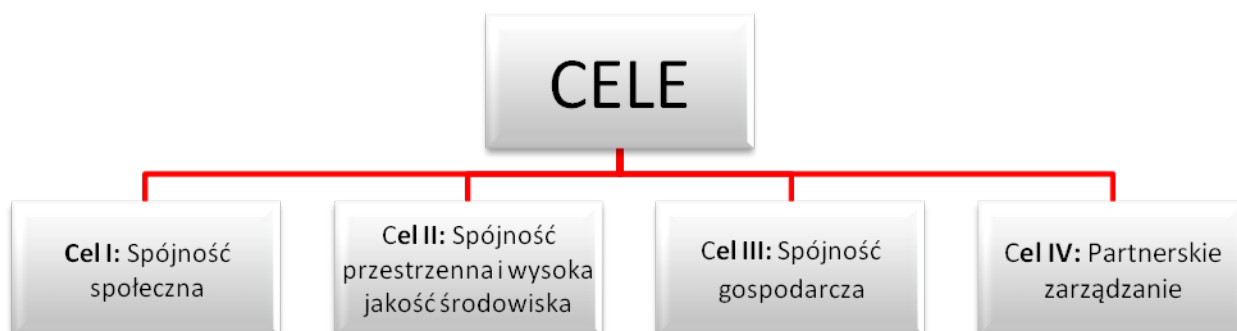 CELE
Cel I: Spójność
społeczna
Cel II: Spójność
przestrzenna i wysoka
jakość środowiska
Cel III: Spójność
gospodarcza
Cel IV: Partnerskie
zarządzanie